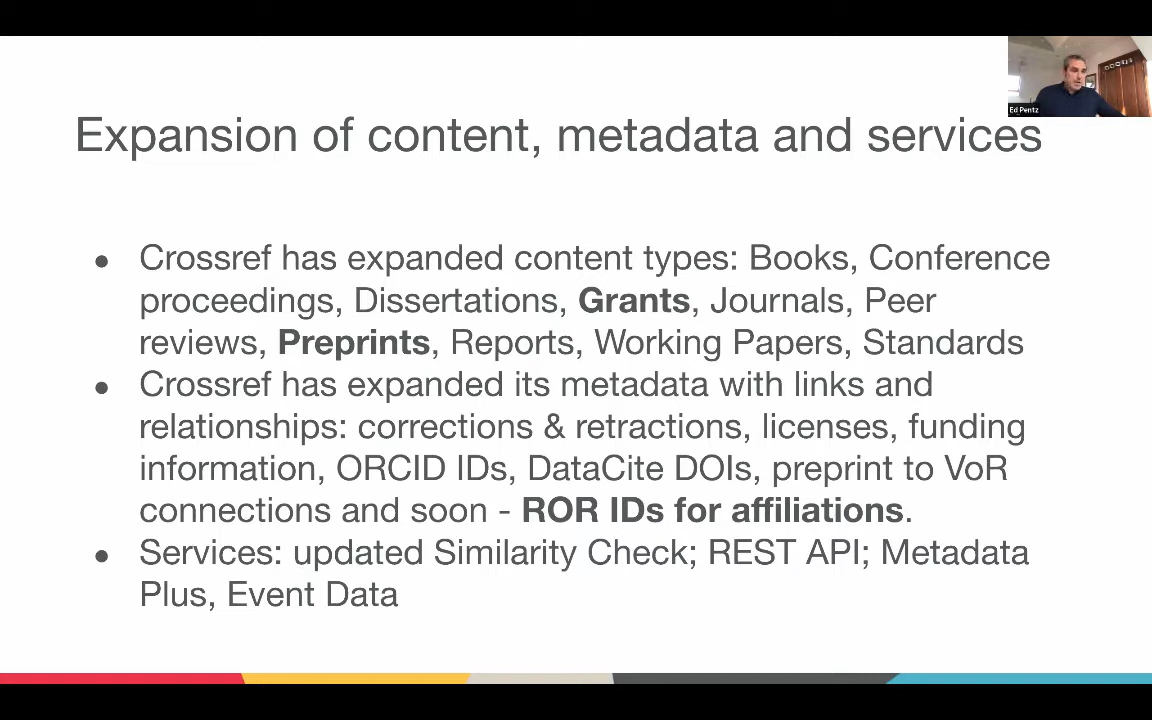 Ed Pentz
Expansion of content, metadata and services
● Crossref has expanded content types: Books, Conference
proceedings, Dissertations, Grants, Journals, Peer
reviews, Preprints, Reports, Working Papers, Standards
● Crossref has expanded its metadata with links and
relationships: corrections & retractions, licenses, funding
information, ORCID IDs, DataCite DOIs, preprint to VoR
connections and soon - ROR IDs for affiliations.
● Services: updated Similarity Check; REST API; Metadata
Plus, Event Data